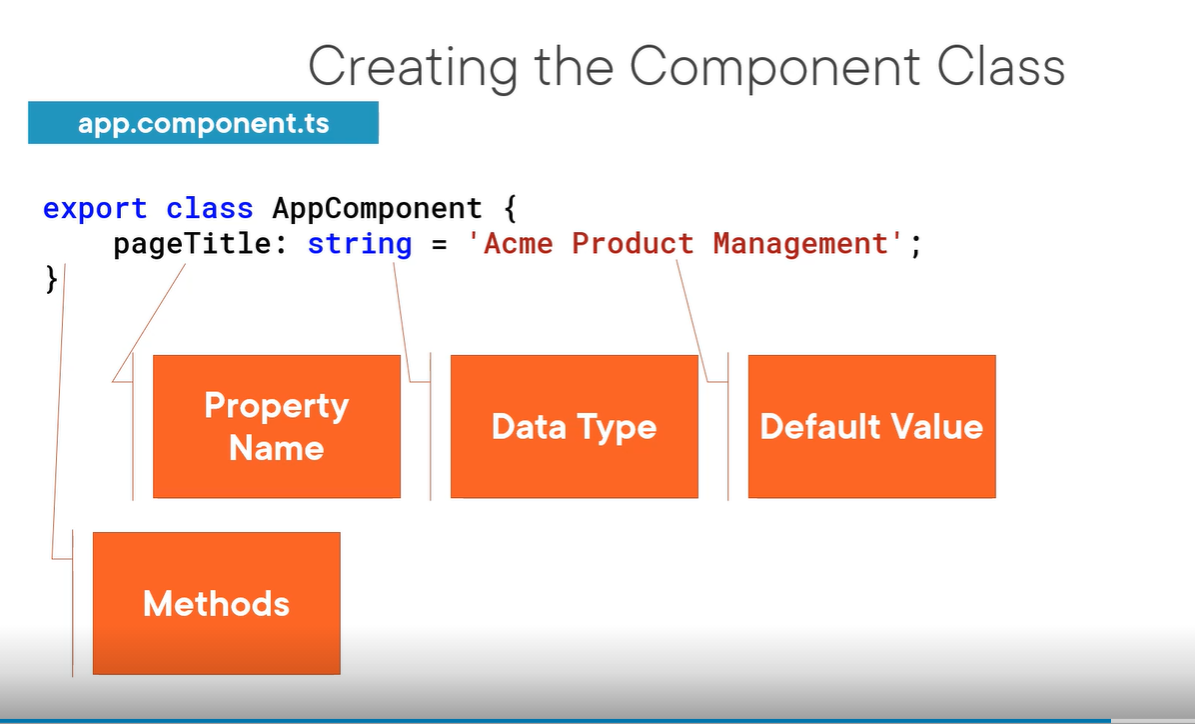 Creating the Component Class
app.component.ts
export class AppComponent {
pageTitle: string = 'Acme Product Management';
}
Property
Name
Data Type
Default Value
Methods